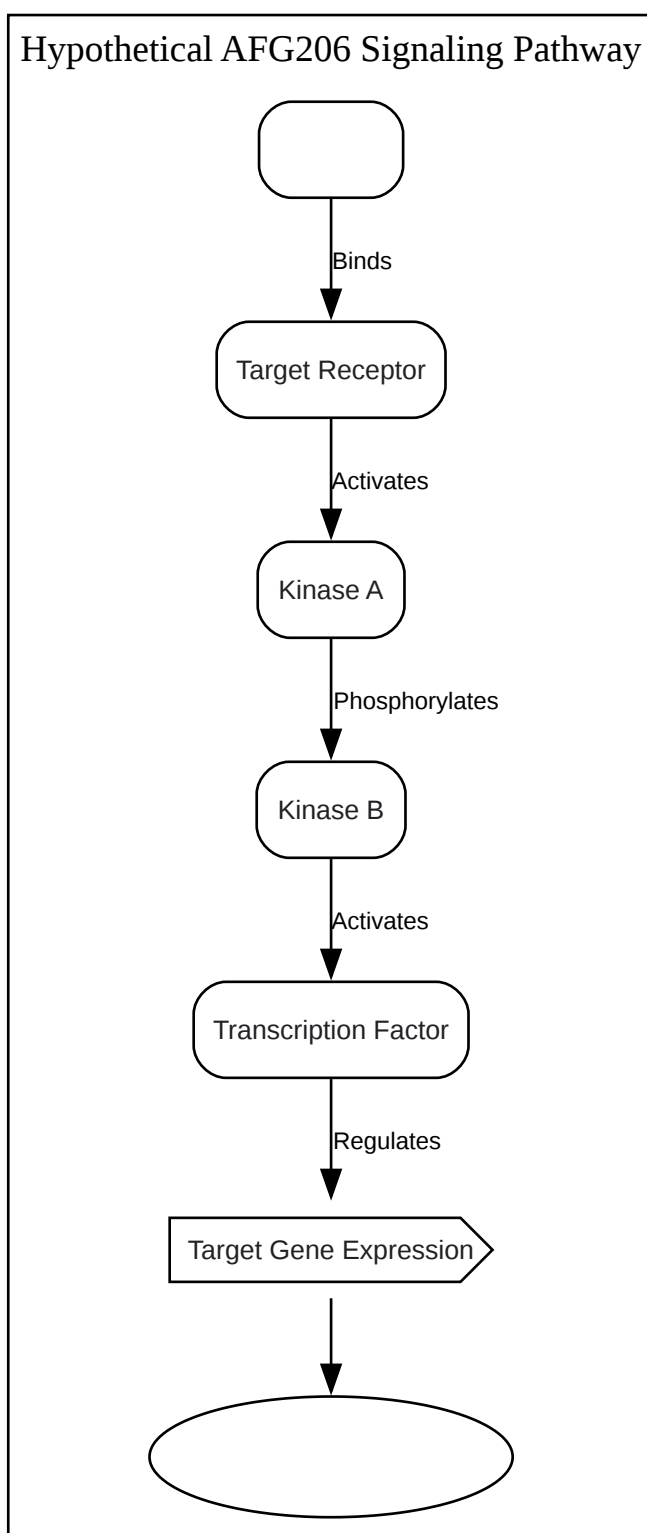 Hypothetical AFG206 Signaling Pathway
Binds
Target Receptor
Activates
Kinase A
Phosphorylates
Kinase B
Activates
Transcription Factor
Regulates
Target Gene Expression